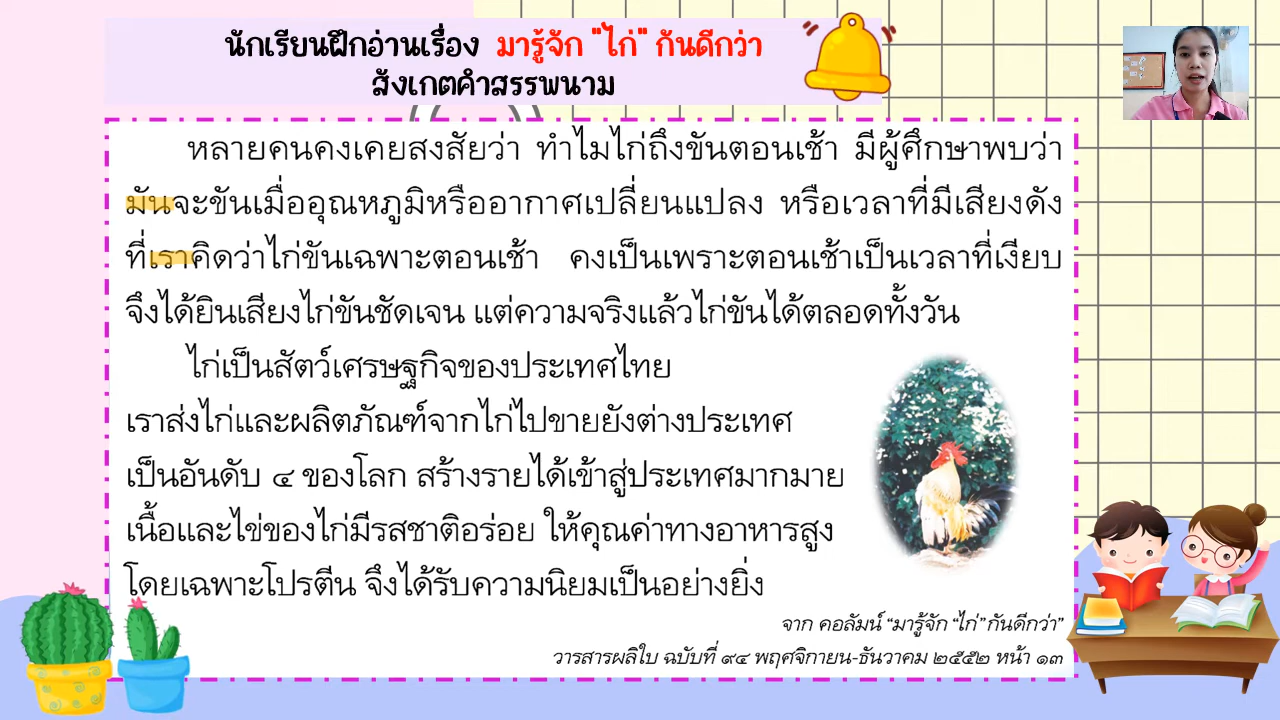 นักเรียนฝึกอ่านเรื่อง มารู้จัก "ไก่" กันดีกว่า
สังเกตคำสรรพนาม
หลายคนคงเคยสงสัยว่า ทำไมไก่ถึงขันตอนเช้า มีผู้ศึกษาพบว่า
มันจะขันเมื่ออุณหภูมิหรืออากาศเปลี่ยนแปลง หรือเวลาที่มีเสียงดัง
ที่เราคิดว่าไก่ขันเฉพาะตอนเช้า คงเป็นเพราะตอนเช้าเป็นเวลาที่เงียบ
จึงได้ยินเสียงไก่ขันชัดเจน แต่ความจริงแล้วไก่ขันได้ตลอดทั้งวัน
ไก่เป็นสัตว์เศรษฐกิจของประเทศไทย
เราส่งไก่และผลิตภัณฑ์จากไก่ไปขายยังต่างประเทศ
เป็นอันดับ ๔ ของโลก สร้างรายได้เข้าสู่ประเทศมากมาย
เนื้อและไข่ของไก่มีรสชาติอร่อย ให้คุณค่าทางอาหารสูง
โดยเฉพาะโปรตีน จึงได้รับความนิยมเป็นอย่างยิ่ง
จาก คอลัมน์ “มารู้จัก “ไก่” กันดีกว่า”
วารสารผลิใบ ฉบับที่ ๙๔ พฤศจิกายน-ธันวาคม ๒๕๕๒ หน้า ๑๓